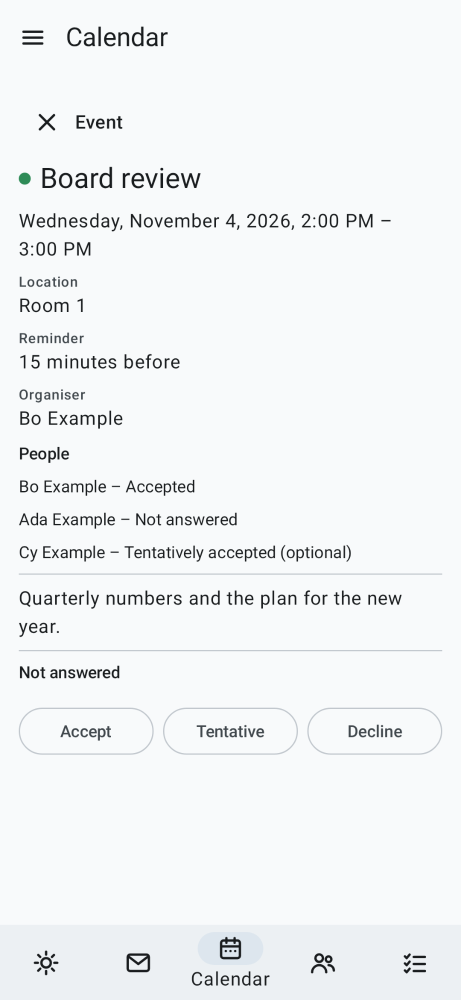 Calendar
Event
Board review
Wednesday, November 4, 2026, 2:00 PM –
3:00 PM
Location
Room 1
Reminder
15 minutes before
Organiser
Bo Example
People
Bo Example – Accepted
Ada Example – Not answered
Cy Example – Tentatively accepted (optional)
Quarterly numbers and the plan for the new
year.
Not answered
Accept Tentative Decline
Calendar